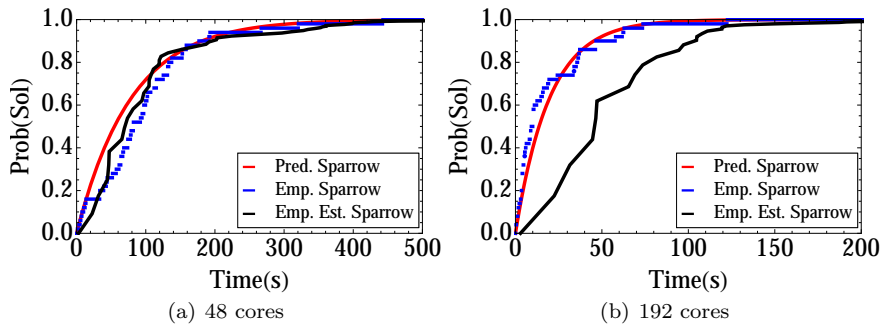 1.0
0.8
0.6
0.4
0.2
0.0
Prob(Sol)
Pred. Sparrow
Emp. Sparrow
Emp. Est. Sparrow
0 100 200 300 400 500
Time(s)
(a) 48 cores
1.0
0.8
0.6
0.4
0.2
0.0
Prob(Sol)
Pred. Sparrow
Emp. Sparrow
Emp. Est. Sparrow
0 50 100 150 200
Time(s)
(b) 192 cores